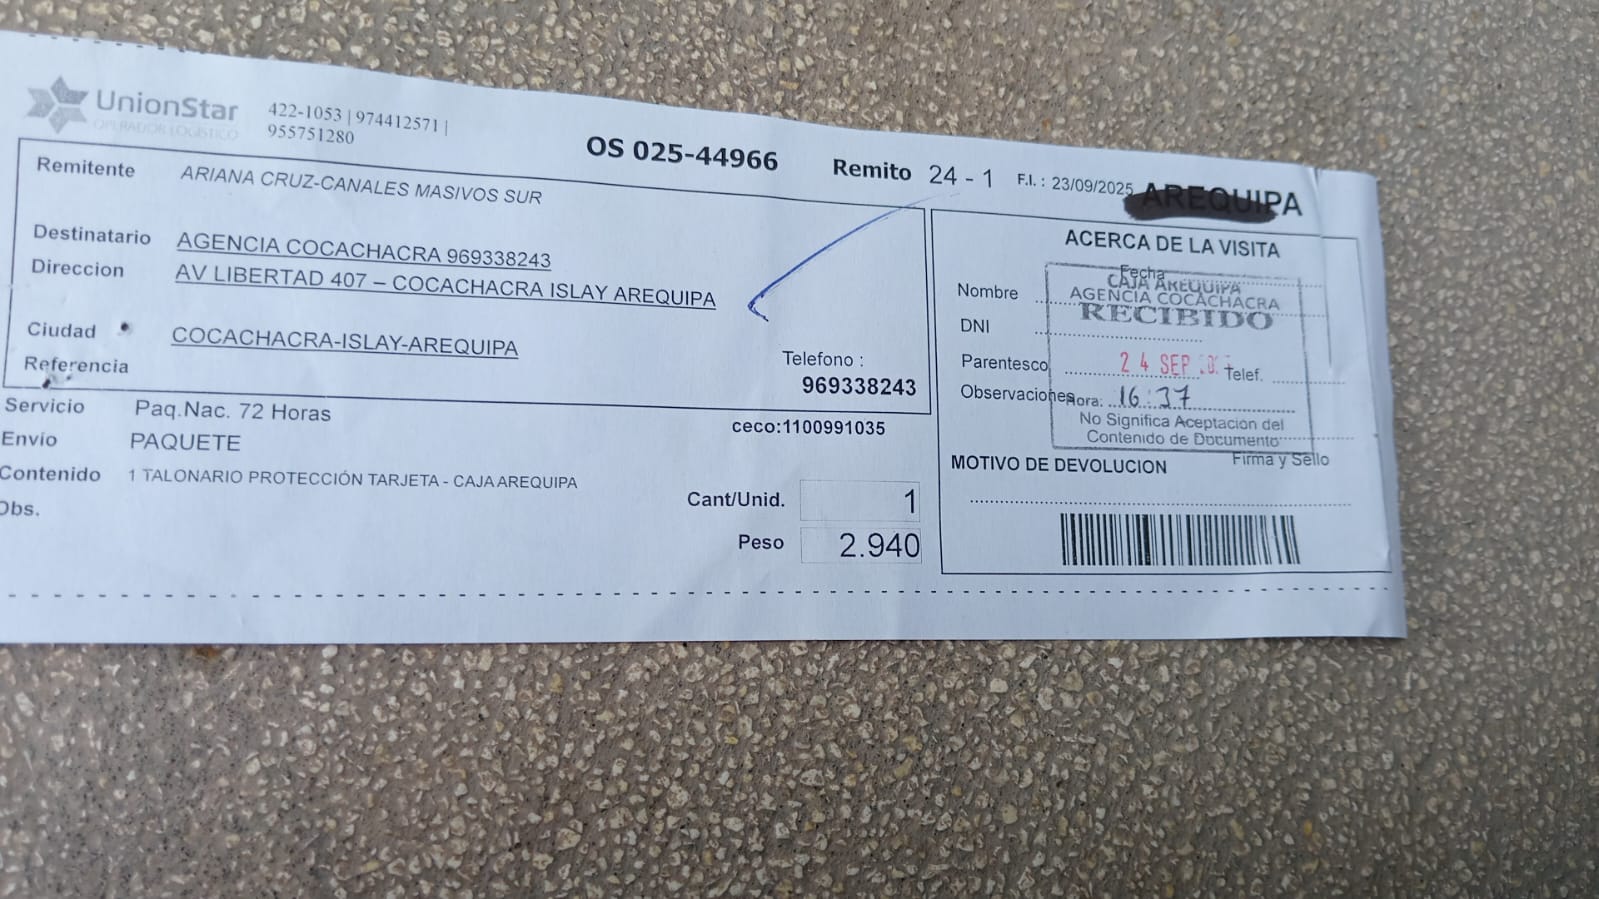 UnionStar
OPERADOR LOGISTICO
422-1053 | 974412571 |
955751280
OS 025-44966
Remito 24 - 1
F.I. : 23/09/2025
AREQUIPA
Remitente ARIANA CRUZ-CANALES MASIVOS SUR
Destinatario AGENCIA COCACHACRA 969338243
Direccion AV LIBERTAD 407 – COCACHACRA ISLAY AREQUIPA
Ciudad COCACHACRA-ISLAY-AREQUIPA
Referencia
Telefono :
969338243
Servicio Paq.Nac. 72 Horas
ceco:1100991035
Envío PAQUETE
Contenido 1 TALONARIO PROTECCIÓN TARJETA - CAJA AREQUIPA
Obs.
Cant/Unid. 1
Peso 2.940
ACERCA DE LA VISITA
Fecha
CAJA AREQUIPA
Nombre
AGENCIA COCACHACRA
RECIBIDO
DNI
Parentesco
24 SEP
Telef.
Observaciones
Hora: 16:37
No Significa Aceptación del
Contenido de Documento
Firma y Sello
MOTIVO DE DEVOLUCION